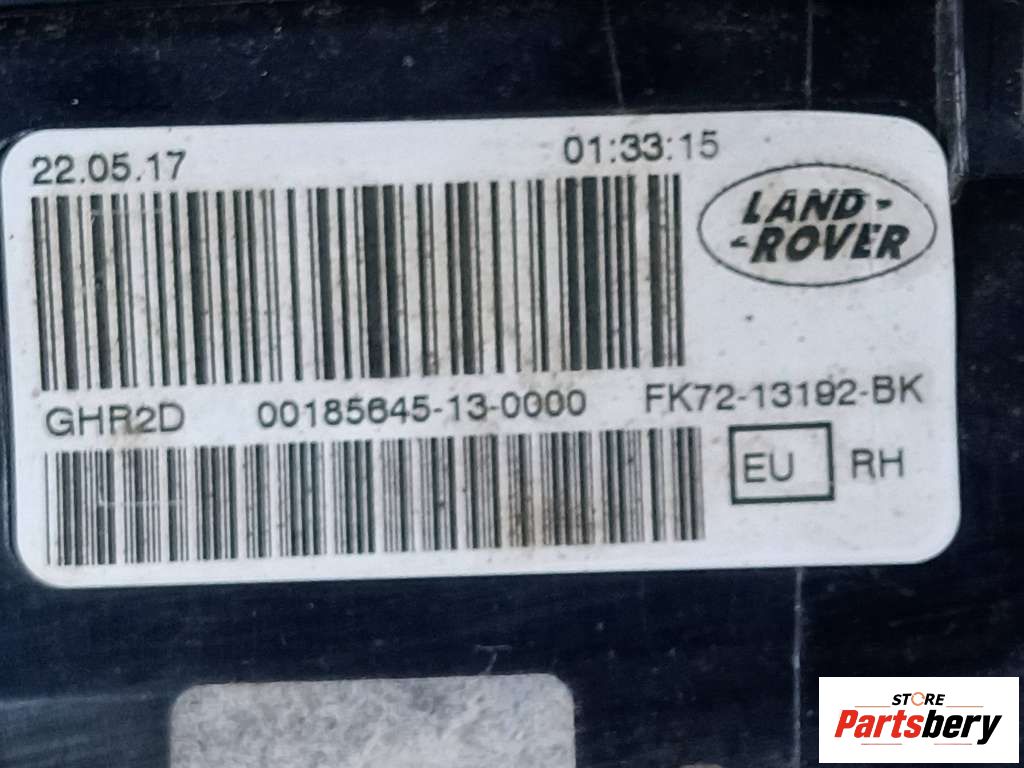 22.05.17 01:33:15
LAND-
-ROVER
GHR2D 00185645-13-0000 FK72-13192-BK
EU RH
STORE
Partsbery